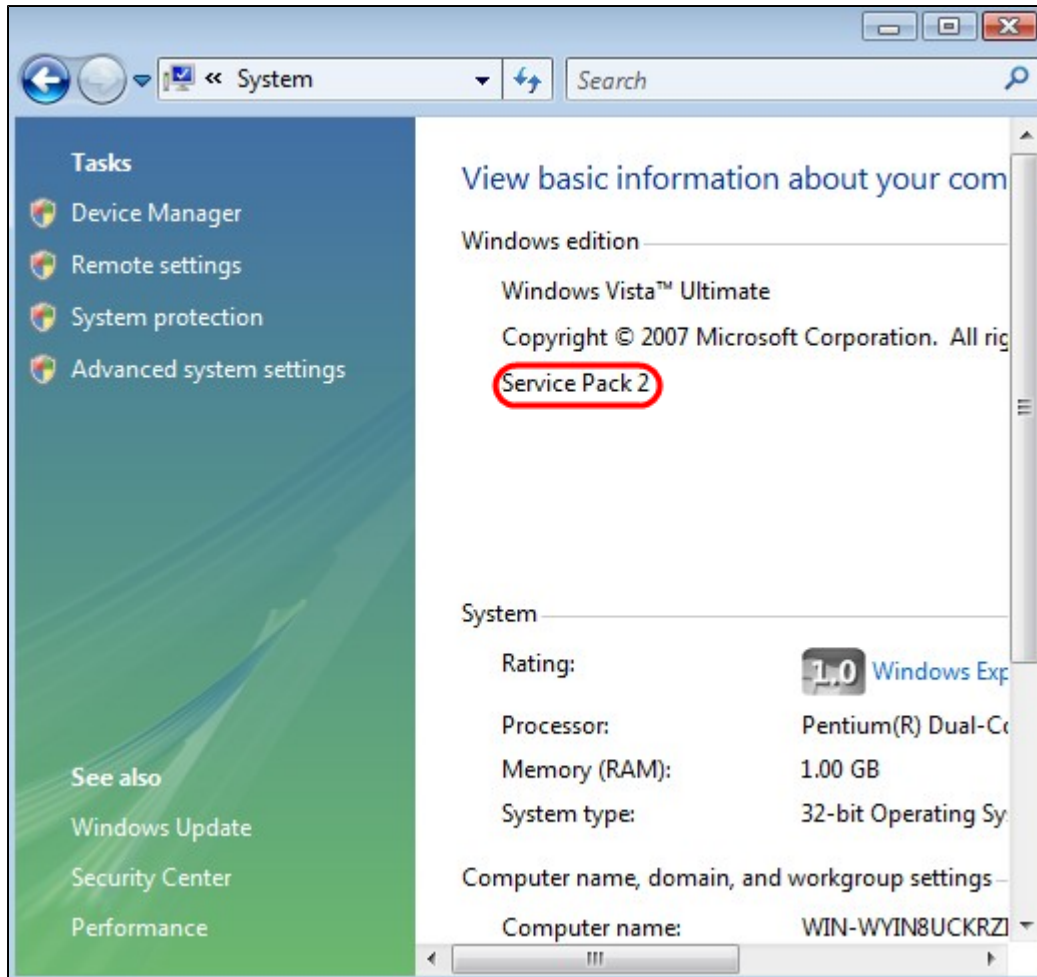 « System
Search
Tasks
Device Manager
Remote settings
System protection
Advanced system settings
See also
Windows Update
Security Center
Performance
View basic information about your com
Windows edition
Windows Vista™ Ultimate
Copyright © 2007 Microsoft Corporation. All rig
Service Pack 2
System
Rating: 1.0 Windows Exp
Processor: Pentium(R) Dual-Co
Memory (RAM): 1.00 GB
System type: 32-bit Operating Sy
Computer name, domain, and workgroup settings
Computer name: WIN-WYIN8UCKRZI